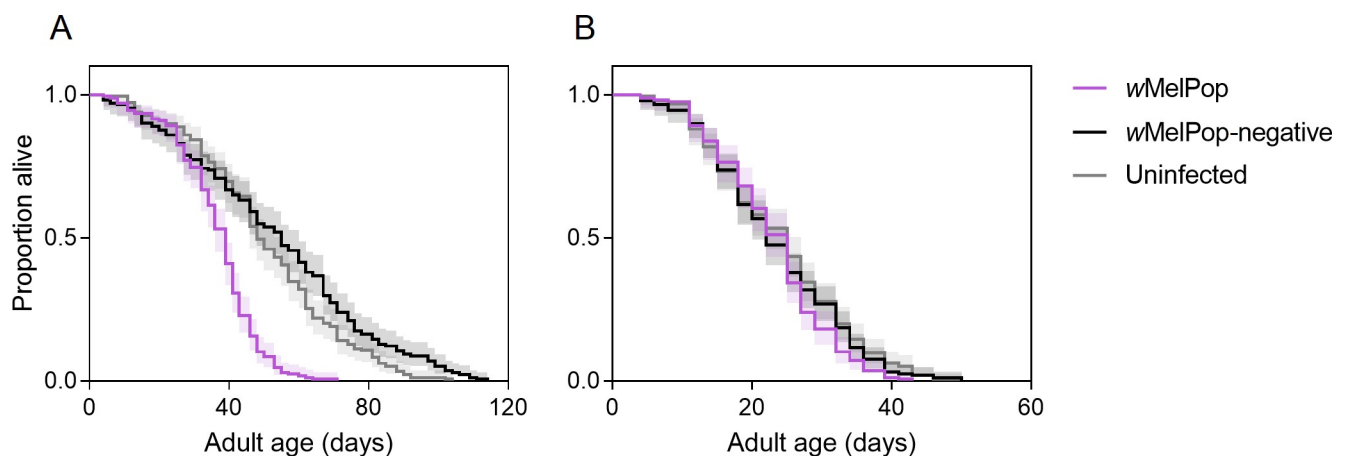 A
B
Proportion alive
1.0
0.5
0.0
0
40
80
120
Adult age (days)
1.0
0.5
0.0
0
20
40
60
Adult age (days)
wMelPop
wMelPop-negative
Uninfected